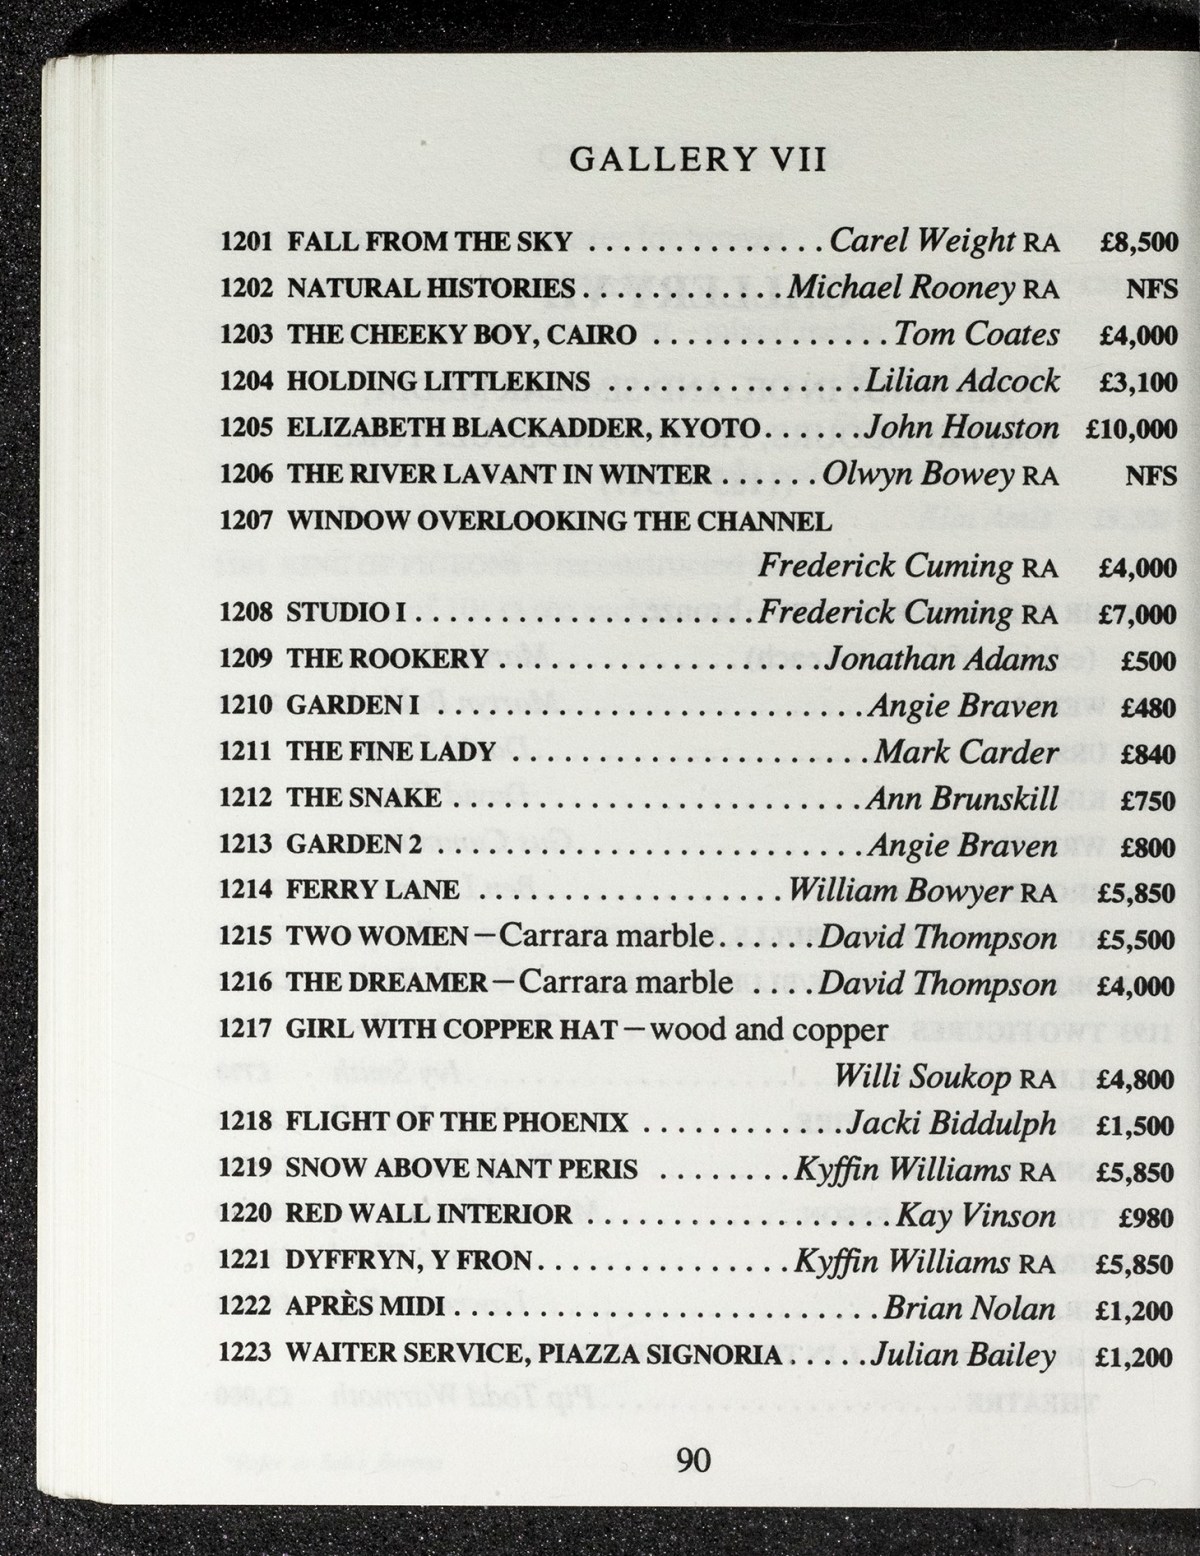 GALLERY VII
1201 FALL FROM THE SKY . . . . . . . . . . . . . . Carel Weight RA £8,500
1202 NATURAL HISTORIES . . . . . . . . . . . . Michael Rooney RA NFS
1203 THE CHEEKY BOY, CAIRO . . . . . . . . . . . . . . Tom Coates £4,000
1204 HOLDING LITTLEKINS . . . . . . . . . . . . . . . Lilian Adcock £3,100
1205 ELIZABETH BLACKADDER, KYOTO . . . . . . John Houston £10,000
1206 THE RIVER LAVANT IN WINTER . . . . . . Olwyn Bowey RA NFS
1207 WINDOW OVERLOOKING THE CHANNEL
Frederick Cuming RA £4,000
1208 STUDIO I . . . . . . . . . . . . . . . . . . . . Frederick Cuming RA £7,000
1209 THE ROOKERY . . . . . . . . . . . . . . . . . . . . Jonathan Adams £500
1210 GARDEN I . . . . . . . . . . . . . . . . . . . . . . . . . . Angie Braven £480
1211 THE FINE LADY . . . . . . . . . . . . . . . . . . . . . . Mark Carder £840
1212 THE SNAKE . . . . . . . . . . . . . . . . . . . . . . . . . Ann Brunskill £750
1213 GARDEN 2 . . . . . . . . . . . . . . . . . . . . . . . . . . Angie Braven £800
1214 FERRY LANE . . . . . . . . . . . . . . . . . . William Bowyer RA £5,850
1215 TWO WOMEN—Carrara marble . . . . . . David Thompson £5,500
1216 THE DREAMER—Carrara marble . . . . David Thompson £4,000
1217 GIRL WITH COPPER HAT—wood and copper
Willi Soukop RA £4,800
1218 FLIGHT OF THE PHOENIX . . . . . . . . . . . . Jacki Biddulph £1,500
1219 SNOW ABOVE NANT PERIS . . . . . . . . Kyffin Williams RA £5,850
1220 RED WALL INTERIOR . . . . . . . . . . . . . . . . . . Kay Vinson £980
1221 DYFFRYN, Y FRON . . . . . . . . . . . . . . . Kyffin Williams RA £5,850
1222 APRÈS MIDI . . . . . . . . . . . . . . . . . . . . . . . . . . Brian Nolan £1,200
1223 WAITER SERVICE, PIAZZA SIGNORIA . . . . . Julian Bailey £1,200
90